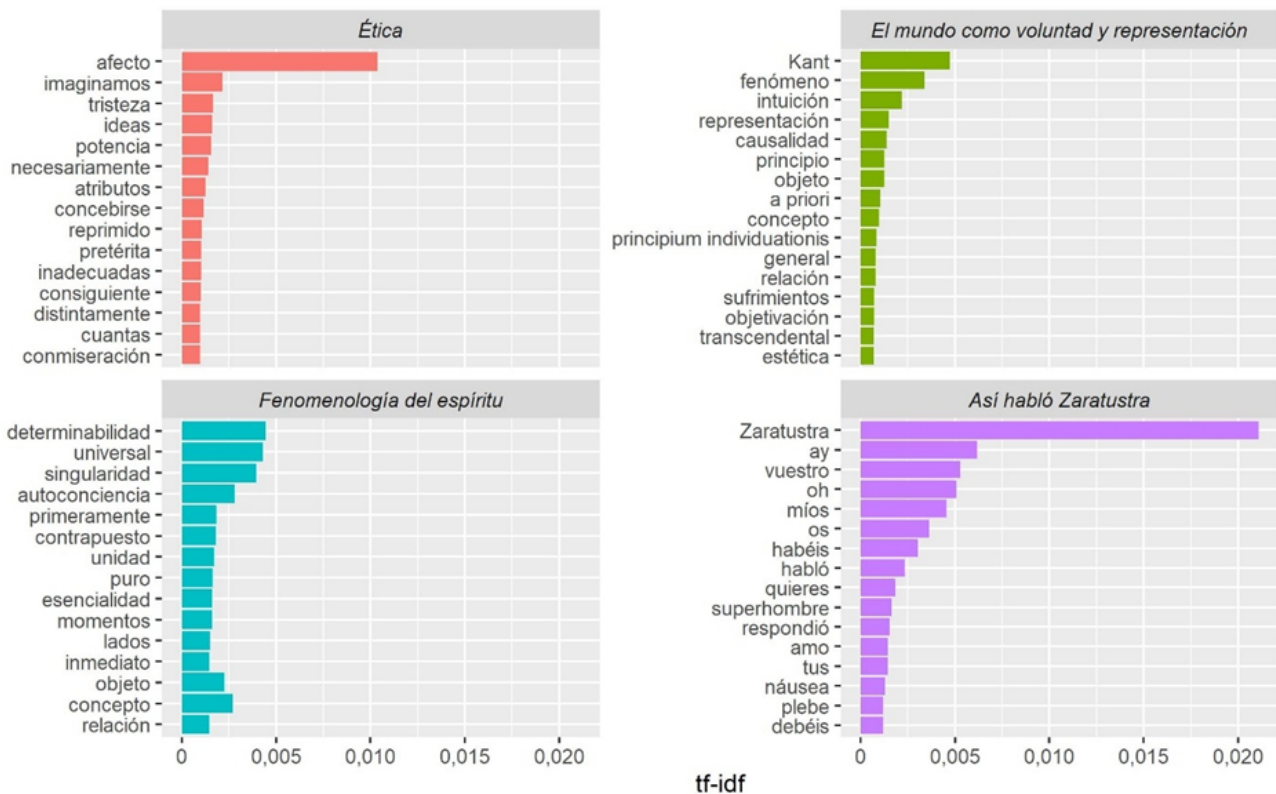 Ética
afecto
imaginamos
tristeza
ideas
potencia
necesariamente
atributos
concebirse
reprimido
pretérita
inadecuadas
consiguiente
distintamente
cuantas
conmiseración
El mundo como voluntad y representación
Kant
fenómeno
intuición
representación
causalidad
principio
objeto
a priori
concepto
principium individuationis
general
relación
sufrimientos
objetivación
transcendental
estética
Fenomenología del espíritu
determinabilidad
universal
singularidad
autoconciencia
primeramente
contrapuesto
unidad
puro
esencialidad
momentos
lados
inmediato
objeto
concepto
relación
0 0,005 0,010 0,015 0,020
Así habló Zaratustra
Zaratustra
ay
vuestro
oh
míos
os
habéis
habló
quieres
superhombre
respondió
amo
tus
náusea
plebe
debéis
0 0,005 0,010 0,015 0,020
tf-idf